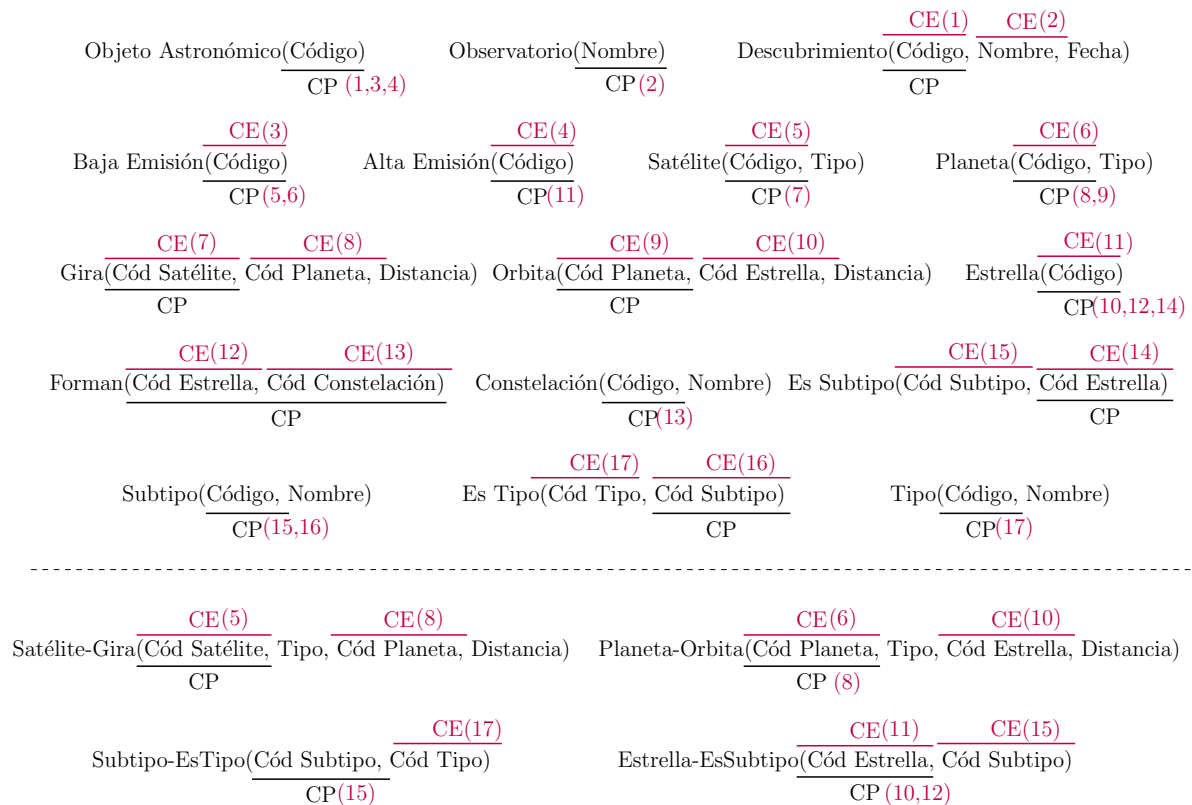 CE(1) CE(2)
Objeto Astronómico(Código) Observatorio(Nombre) Descubrimiento(Código, Nombre, Fecha)
CP (1,3,4) CP(2) CP
CE(3) CE(4) CE(5) CE(6)
Baja Emisión(Código) Alta Emisión(Código) Satélite(Código, Tipo) Planeta(Código, Tipo)
CP(5,6) CP(11) CP(7) CP(8,9)
CE(7) CE(8) CE(9) CE(10) CE(11)
Gira(Cód Satélite, Cód Planeta, Distancia) Orbita(Cód Planeta, Cód Estrella, Distancia) Estrella(Código)
CP CP CP(10,12,14)
CE(12) CE(13) CE(15) CE(14)
Forman(Cód Estrella, Cód Constelación) Constelación(Código, Nombre) Es Subtipo(Cód Subtipo, Cód Estrella)
CP CP(13) CP
CE(17) CE(16)
Subtipo(Código, Nombre) Es Tipo(Cód Tipo, Cód Subtipo) Tipo(Código, Nombre)
CP(15,16) CP CP(17)
CE(5) CE(8) CE(6) CE(10)
Satélite-Gira(Cód Satélite, Tipo, Cód Planeta, Distancia) Planeta-Orbita(Cód Planeta, Tipo, Cód Estrella, Distancia)
CP CP (8)
CE(17) CE(11) CE(15)
Subtipo-EsTipo(Cód Subtipo, Cód Tipo) Estrella-EsSubtipo(Cód Estrella, Cód Subtipo)
CP(15) CP (10,12)